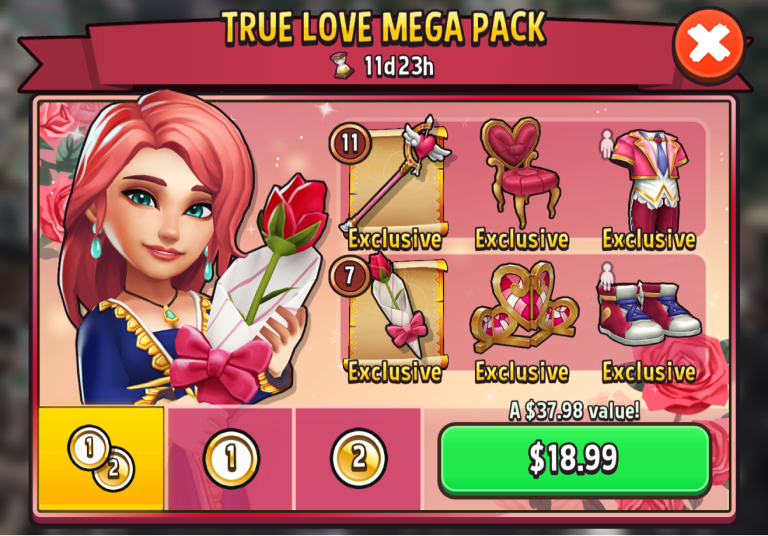 TRUE LOVE MEGA PACK
11d23h
11
Exclusive
Exclusive
Exclusive
7
Exclusive
Exclusive
Exclusive
A $37.98 value!
1
2
1
2
$18.99